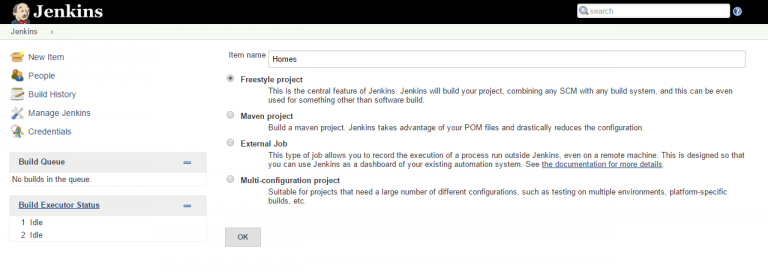 Jenkins
search
Jenkins
New Item
People
Build History
Manage Jenkins
Credentials
Build Queue
No builds in the queue.
Build Executor Status
1 Idle
2 Idle
Item name Homes
Freestyle project
This is the central feature of Jenkins. Jenkins will build your project, combining any SCM with any build system, and this can be even
used for something other than software build.
Maven project
Build a maven project. Jenkins takes advantage of your POM files and drastically reduces the configuration.
External Job
This type of job allows you to record the execution of a process run outside Jenkins, even on a remote machine. This is designed so that
you can use Jenkins as a dashboard of your existing automation system. See the documentation for more details.
Multi-configuration project
Suitable for projects that need a large number of different configurations, such as testing on multiple environments, platform-specific
builds, etc.
OK